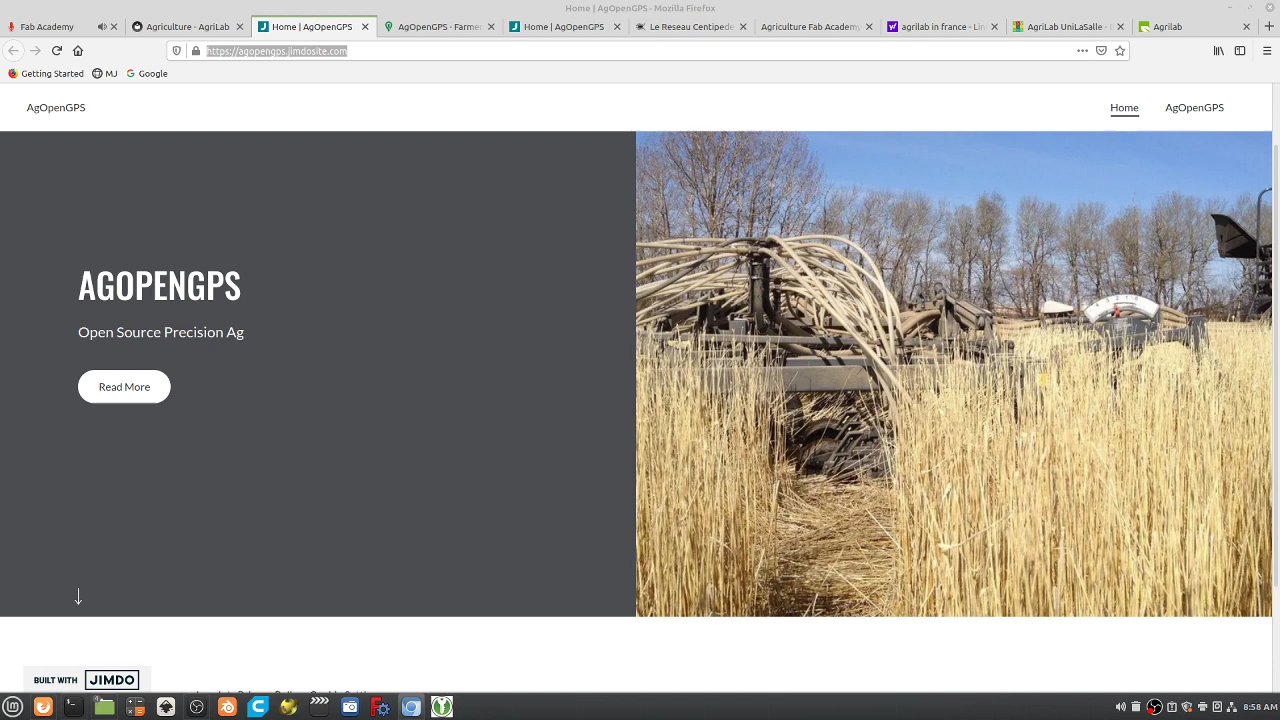 Home | AgOpenGPS - Mozilla Firefox
Fab Academy
Agriculture - AgriLab
Home | AgOpenGPS
AgOpenGPS - Farmer
Home | AgOpenGPS
Le Reseau Centipede
Agriculture Fab Academy
agrilab in france - Lin
AgriLab UniLaSalle -
Agrilab
https://agopengps.jimdosite.com
Getting Started
MJ
Google
AgOpenGPS
Home
AgOpenGPS
AGOPENGPS
Open Source Precision Ag
Read More
BUILT WITH JIMDO
8:58 AM